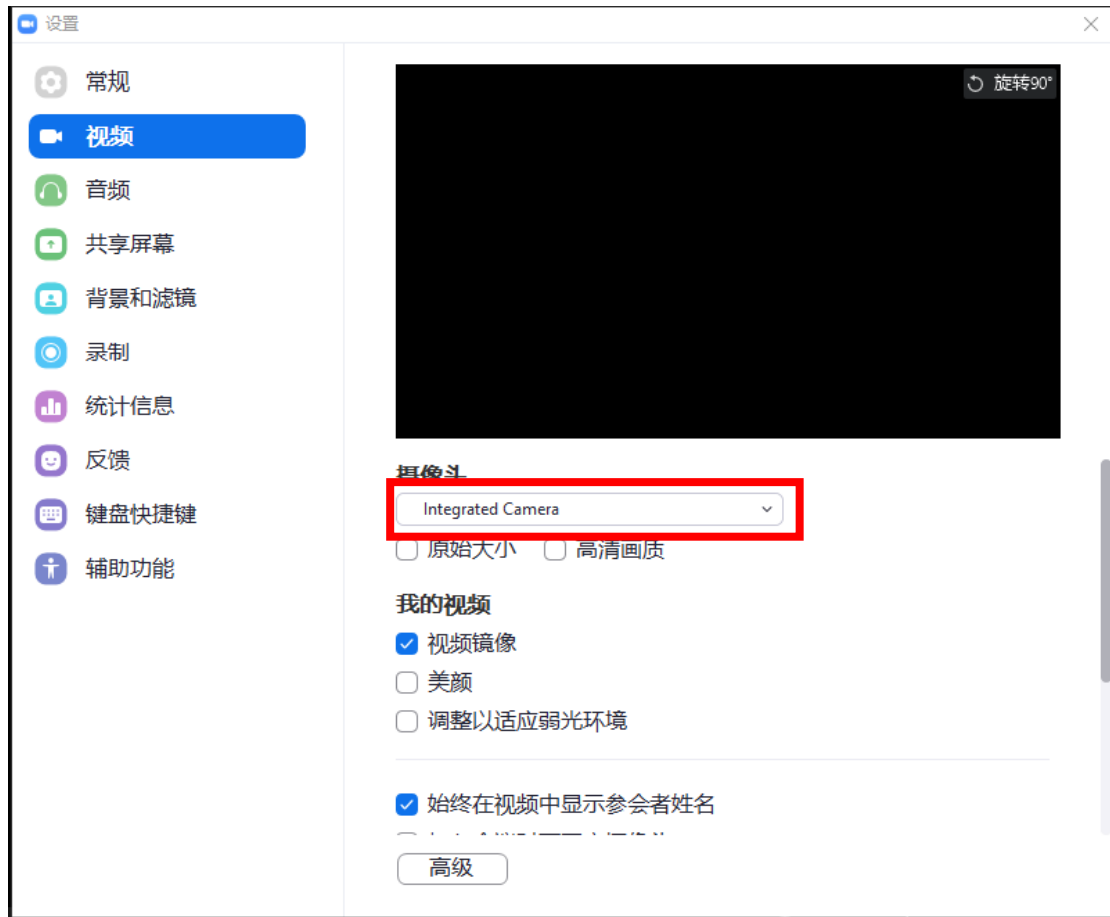 设置
常规
视频
音频
共享屏幕
背景和滤镜
录制
统计信息
反馈
键盘快捷键
辅助功能
旋转90°
摄像头
Integrated Camera
原始大小 高清画质
我的视频
视频镜像
美颜
调整以适应弱光环境
始终在视频中显示参会者姓名
高级